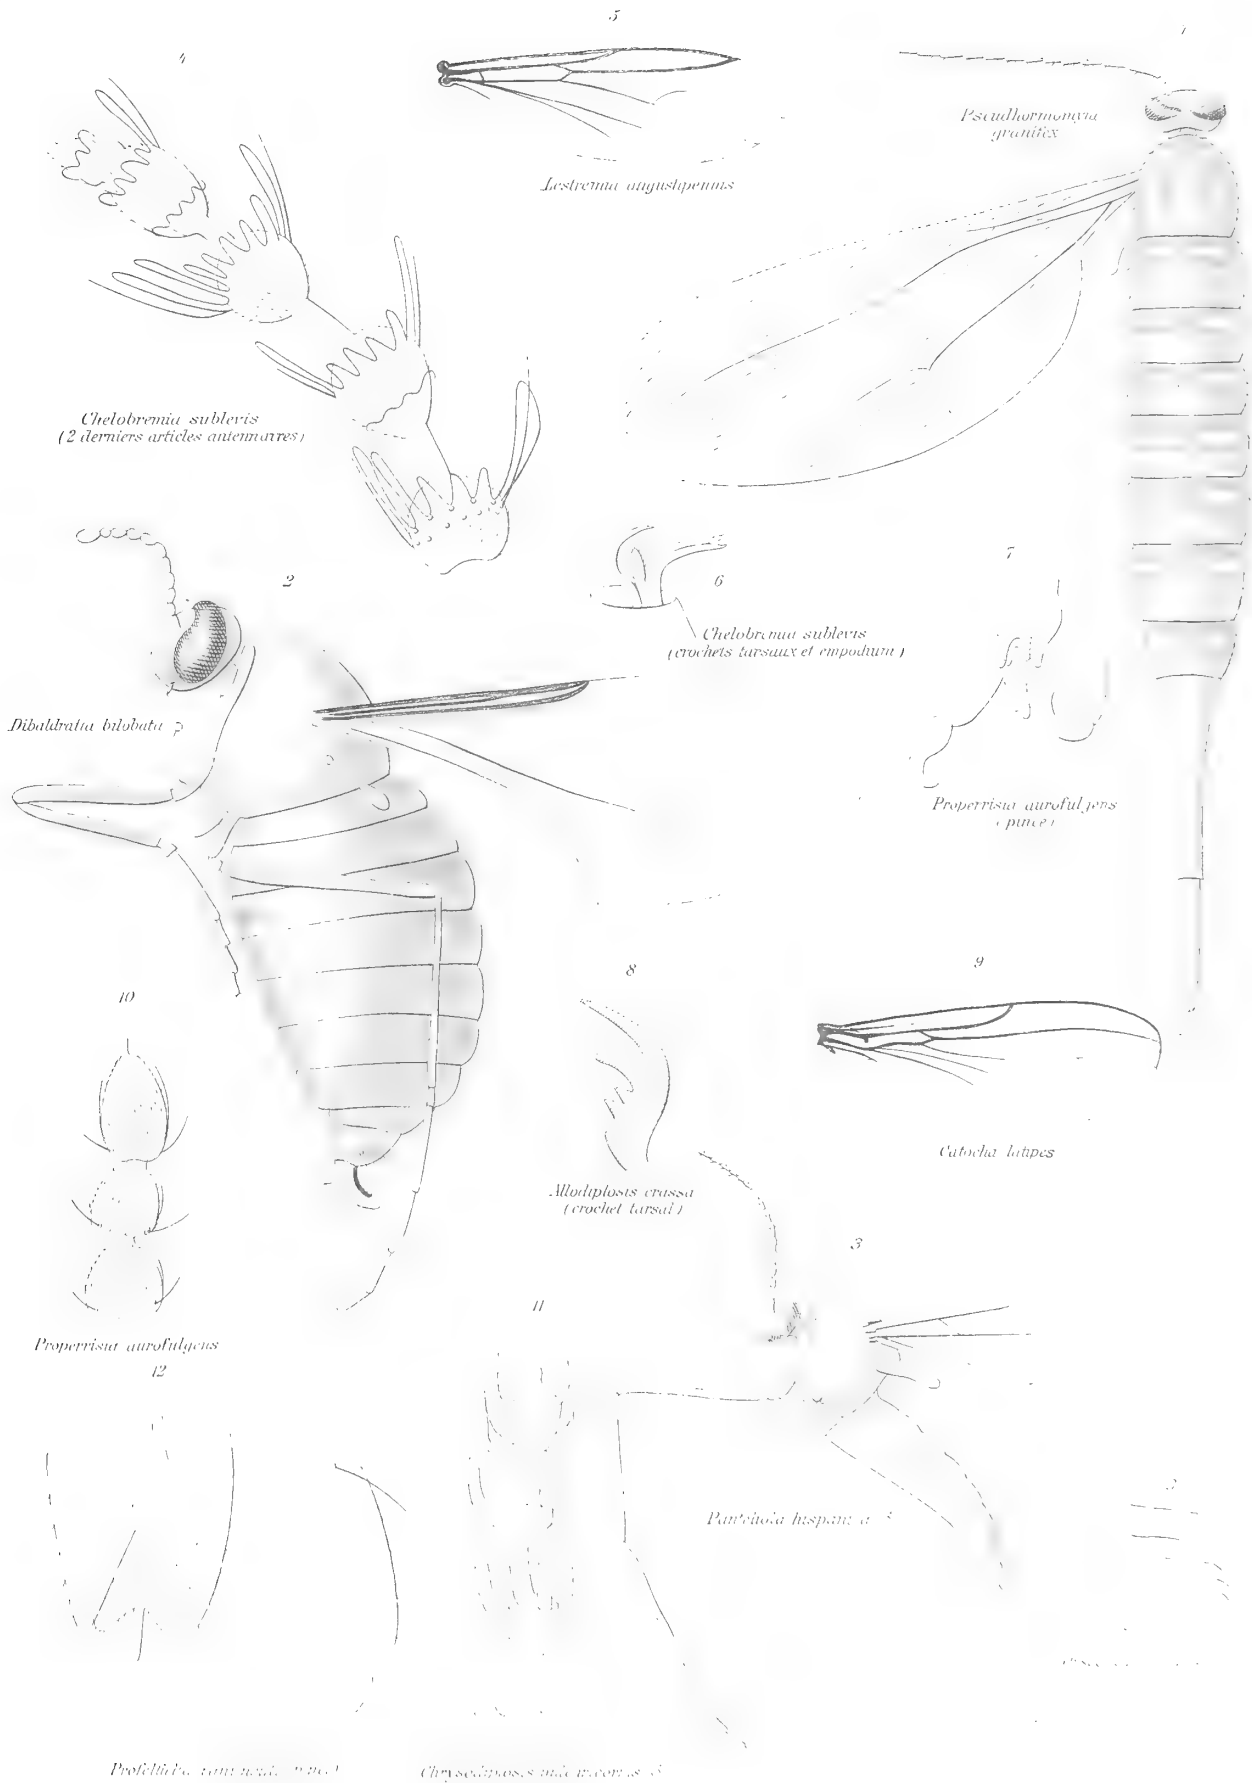 5
4
Pseudhormomyia
granifex
Lestremia angustipennis
Chelobremia sublevis
(2 derniers articles antennaires)
2
6
7
Chelobremia sublevis
(crochets tarsaux et empodium)
Dibaldratia bilobata ♀
Properrisia aurofulgens
(pince)
8
9
10
Catocha latipes
Allodiplosis crassa
(crochet tarsal)
3
11
Properrisia aurofulgens
12